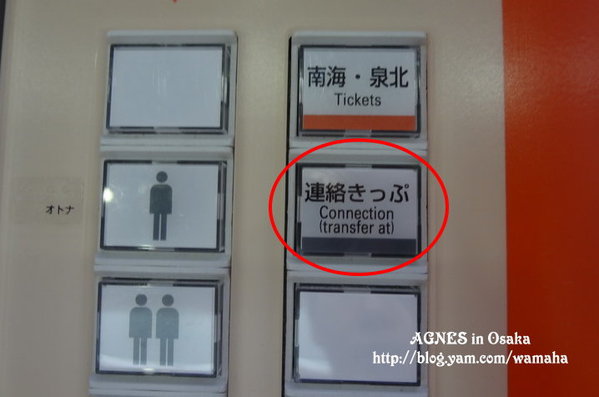 南海・泉北
Tickets
連絡きっぷ
Connection
(transfer at)
オトナ
AGNES in Osaka
http://blog.yam.com/wamaha